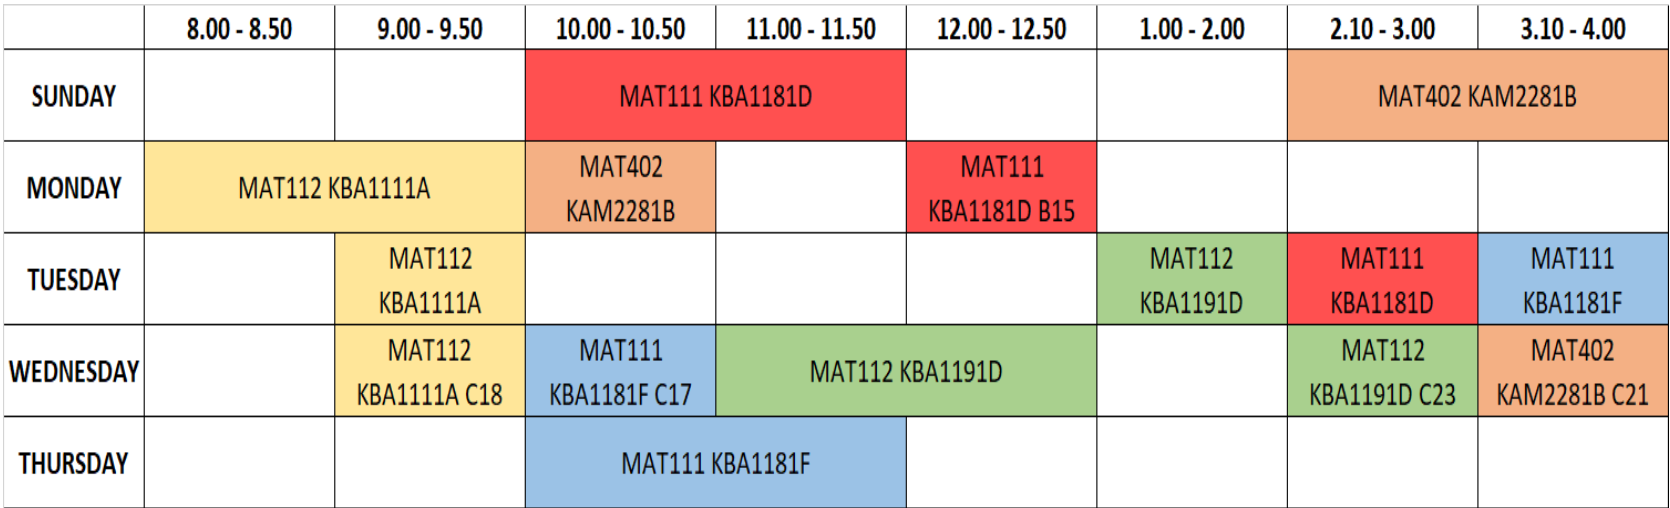 8.00 - 8.50 9.00 - 9.50 10.00 - 10.50 11.00 - 11.50 12.00 - 12.50 1.00 - 2.00 2.10 - 3.00 3.10 - 4.00
SUNDAY
MAT111 KBA1181D
MAT402 KAM2281B
MONDAY
MAT112 KBA1111A
MAT402
KAM2281B
MAT111
KBA1181D B15
TUESDAY
MAT112
KBA1111A
MAT112
KBA1191D
MAT111
KBA1181D
MAT111
KBA1181F
WEDNESDAY
MAT112
KBA1111A C18
MAT111
KBA1181F C17
MAT112 KBA1191D
MAT112
KBA1191D C23
MAT402
KAM2281B C21
THURSDAY
MAT111 KBA1181F